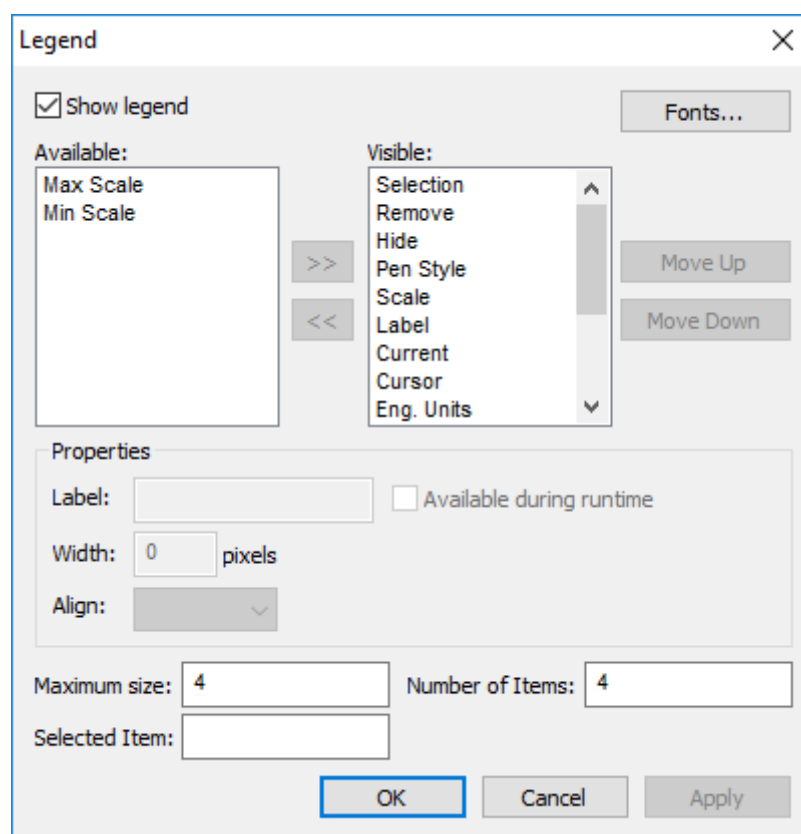 Legend
Show legend
Fonts...
Available:
Visible:
Max Scale
Min Scale
Selection
Remove
Hide
Pen Style
Scale
Label
Current
Cursor
Eng. Units
>>
<<
Move Up
Move Down
Properties
Label:
Available during runtime
Width: 0 pixels
Align:
Maximum size: 4 Number of Items: 4
Selected Item:
OK Cancel Apply